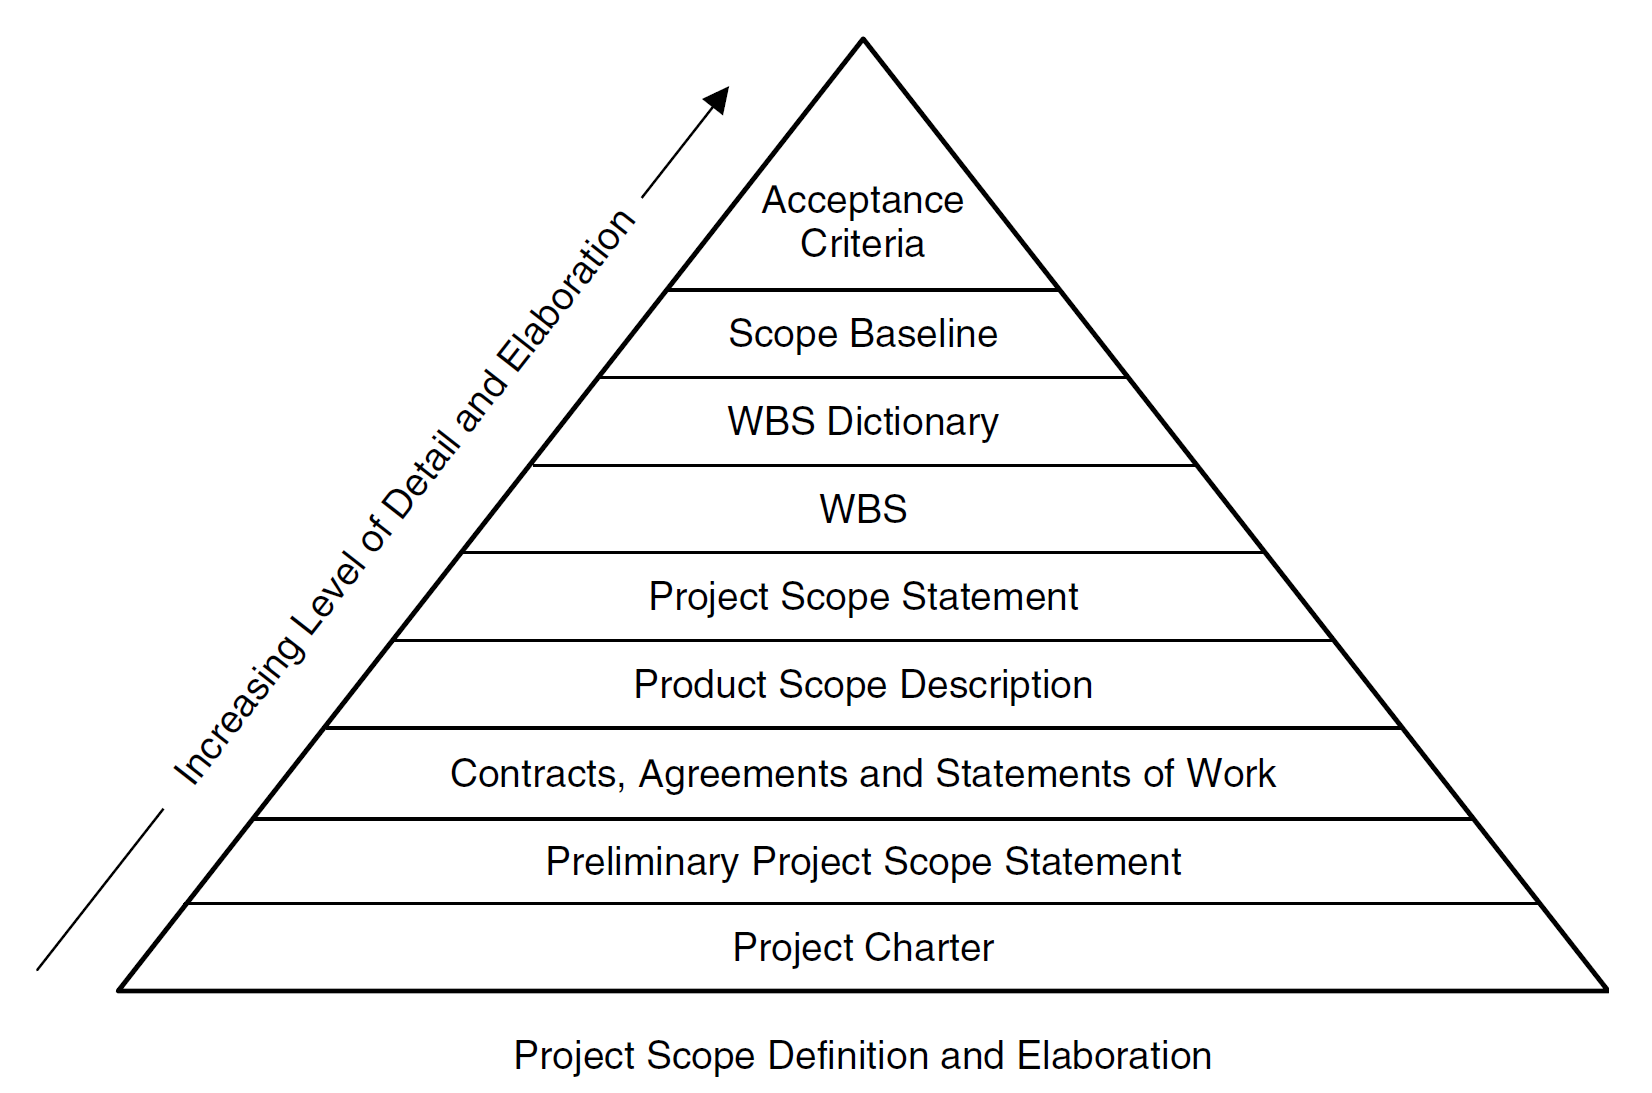 Increasing Level of Detail and Elaboration
Acceptance
Criteria
Scope Baseline
WBS Dictionary
WBS
Project Scope Statement
Product Scope Description
Contracts, Agreements and Statements of Work
Preliminary Project Scope Statement
Project Charter
Project Scope Definition and Elaboration